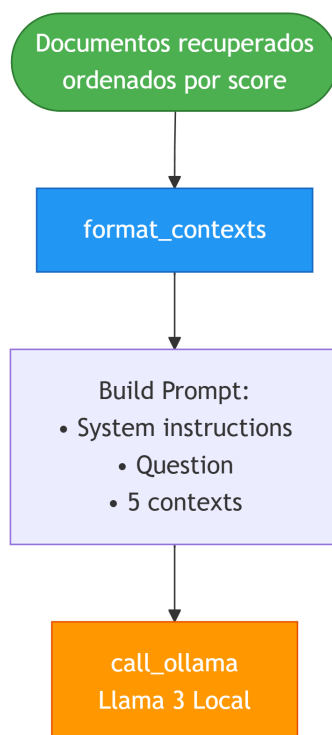 Documentos recuperados
ordenados por score
format_contexts
Build Prompt:
• System instructions
• Question
• 5 contexts
call_ollama
Llama 3 Local